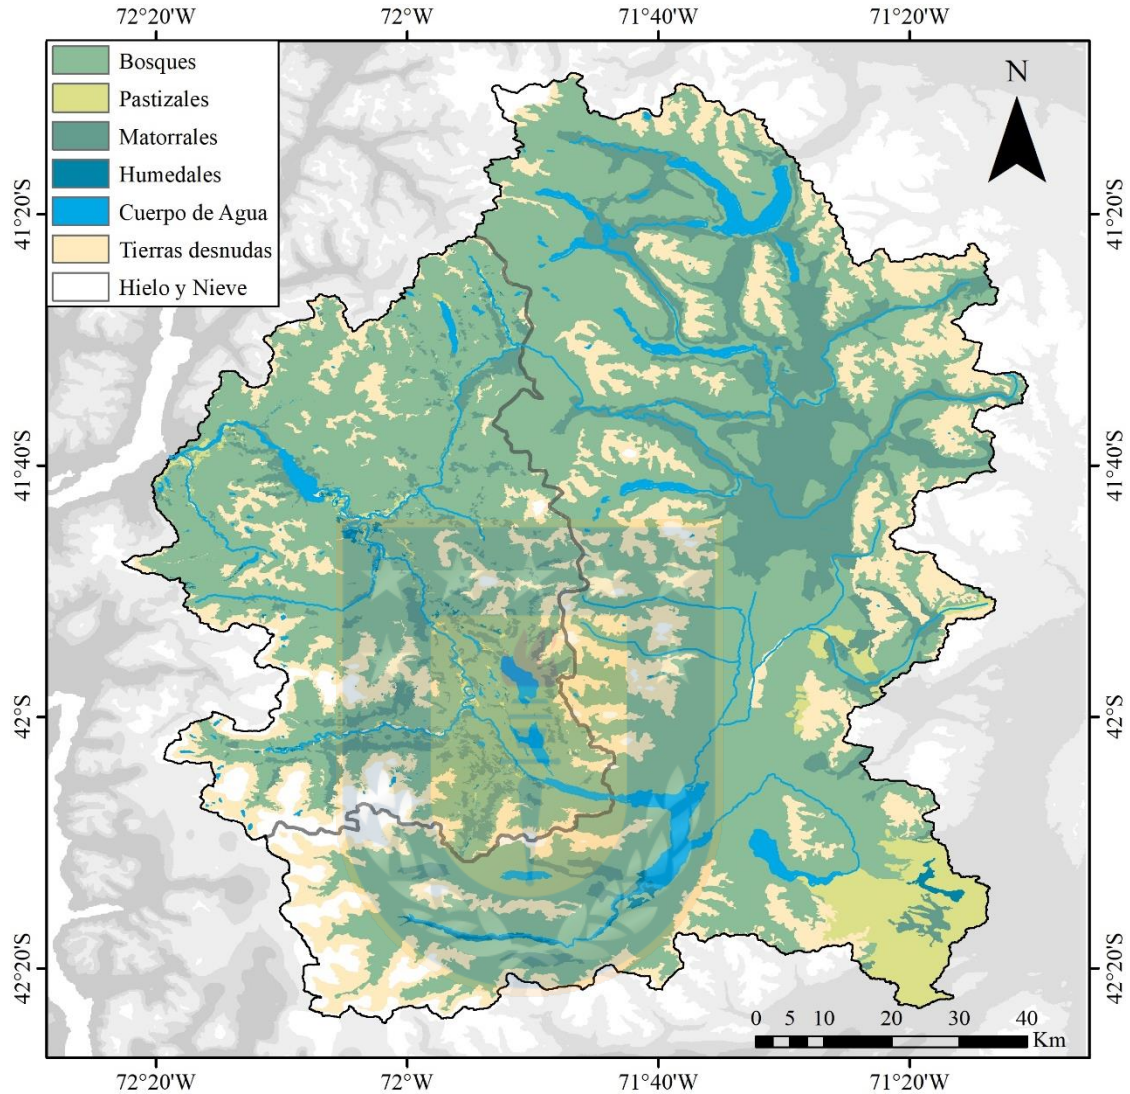 72°20'W 72°W 71°40'W 71°20'W
Bosques
Pastizales
Matorrales
Humedales
Cuerpo de Agua
Tierras desnudas
Hielo y Nieve
N
41°20'S 41°20'S
41°40'S 41°40'S
42°S 42°S
42°20'S 42°20'S
0 5 10 20 30 40
Km
72°20'W 72°W 71°40'W 71°20'W